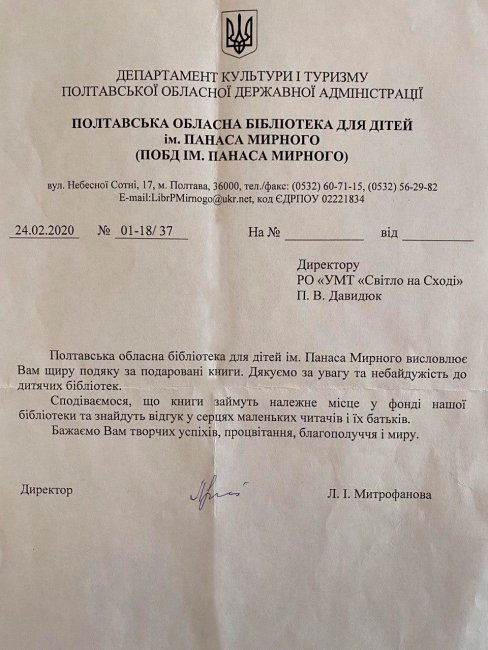 ДЕПАРТАМЕНТ КУЛЬТУРИ І ТУРИЗМУ
ПОЛТАВСЬКОЇ ОБЛАСНОЇ ДЕРЖАВНОЇ АДМІНІСТРАЦІЇ
ПОЛТАВСЬКА ОБЛАСНА БІБЛІОТЕКА ДЛЯ ДІТЕЙ
ім. ПАНАСА МИРНОГО
(ПОБД ІМ. ПАНАСА МИРНОГО)
вул. Небесної Сотні, 17, м. Полтава, 36000, тел./факс: (0532) 60-71-15, (0532) 56-29-82
E-mail:LibrPMirnogo@ukr.net, код ЄДРПОУ 02221834
24.02.2020 № 01-18/ 37 На № ____________ від ________
Директору
РО «УМТ «Світло на Сході»
П. В. Давидюк
Полтавська обласна бібліотека для дітей ім. Панаса Мирного висловлює
Вам щиру подяку за подаровані книги. Дякуємо за увагу та небайдужість до
дитячих бібліотек.
Сподіваємося, що книги займуть належне місце у фонді нашої
бібліотеки та знайдуть відгук у серцях маленьких читачів і їх батьків.
Бажаємо Вам творчих успіхів, процвітання, благополуччя і миру.
Директор Л. І. Митрофанова